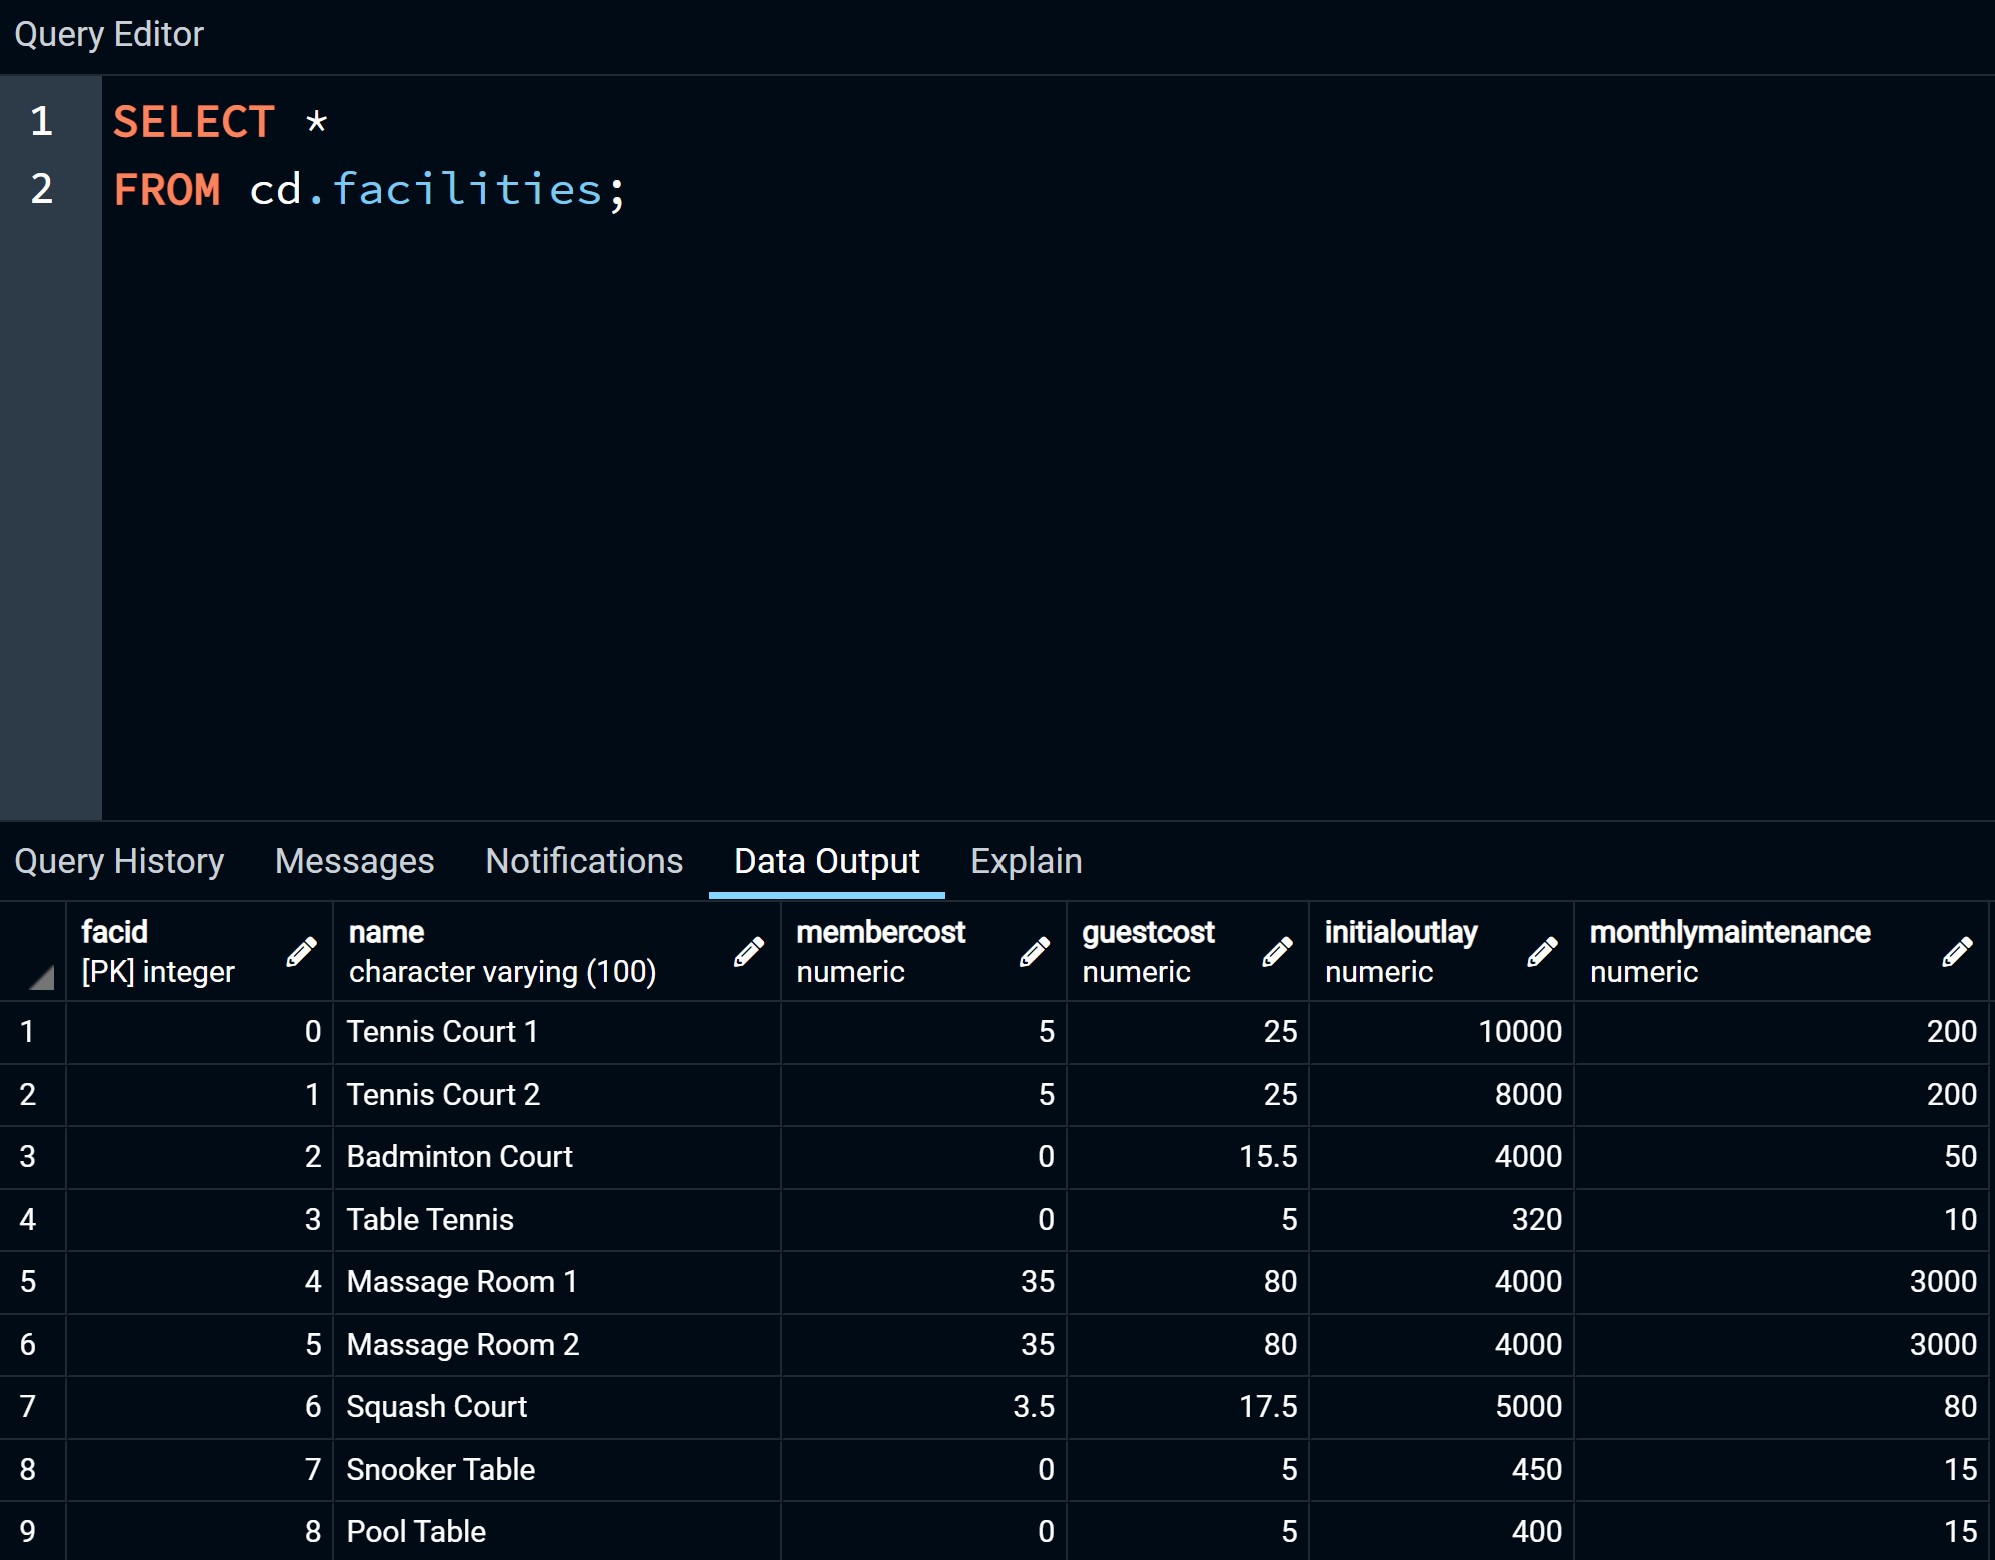 Query Editor
1 SELECT *
2 FROM cd.facilities;
Query History Messages Notifications Data Output Explain
facid name membercost guestcost initialoutlay monthlymaintenance
[PK] integer character varying (100) numeric numeric numeric numeric
1 0 Tennis Court 1 5 25 10000 200
2 1 Tennis Court 2 5 25 8000 200
3 2 Badminton Court 0 15.5 4000 50
4 3 Table Tennis 0 5 320 10
5 4 Massage Room 1 35 80 4000 3000
6 5 Massage Room 2 35 80 4000 3000
7 6 Squash Court 3.5 17.5 5000 80
8 7 Snooker Table 0 5 450 15
9 8 Pool Table 0 5 400 15